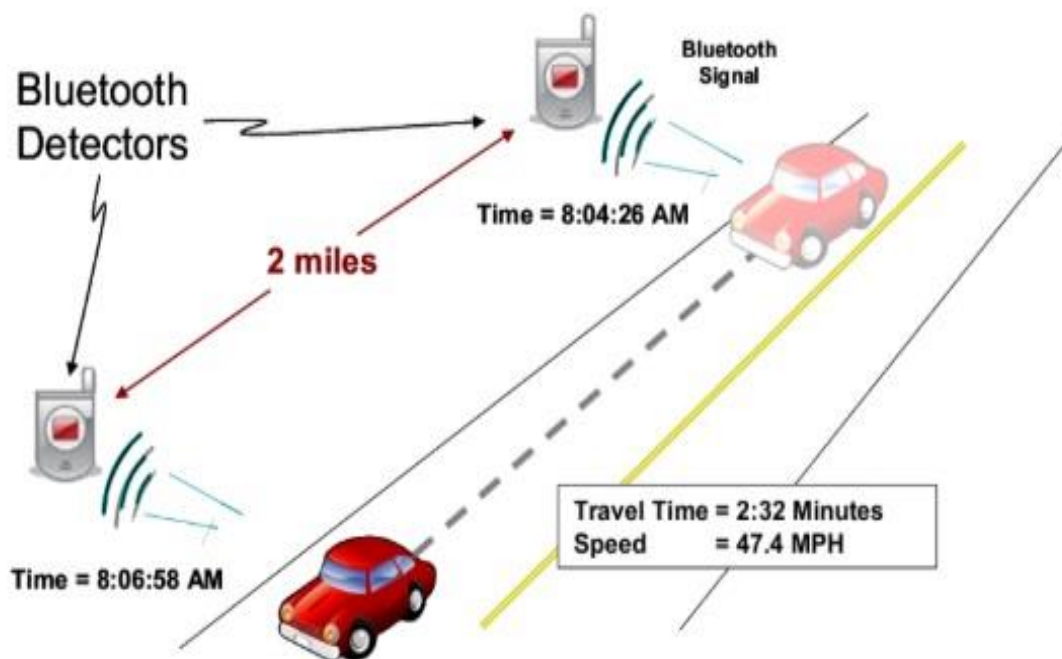 Bluetooth
Detectors
Bluetooth
Signal
Time = 8:04:26 AM
2 miles
Travel Time = 2:32 Minutes
Speed = 47.4 MPH
Time = 8:06:58 AM